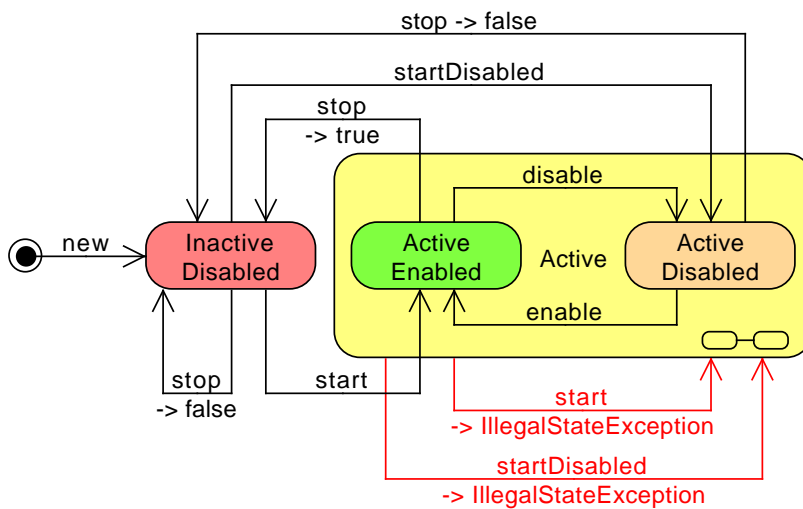 stop -> false
startDisabled
stop
-> true
disable
new
Inactive
Disabled
Active
Enabled
Active
Active
Disabled
enable
stop
-> false
start
start
-> IllegalStateException
startDisabled
-> IllegalStateException